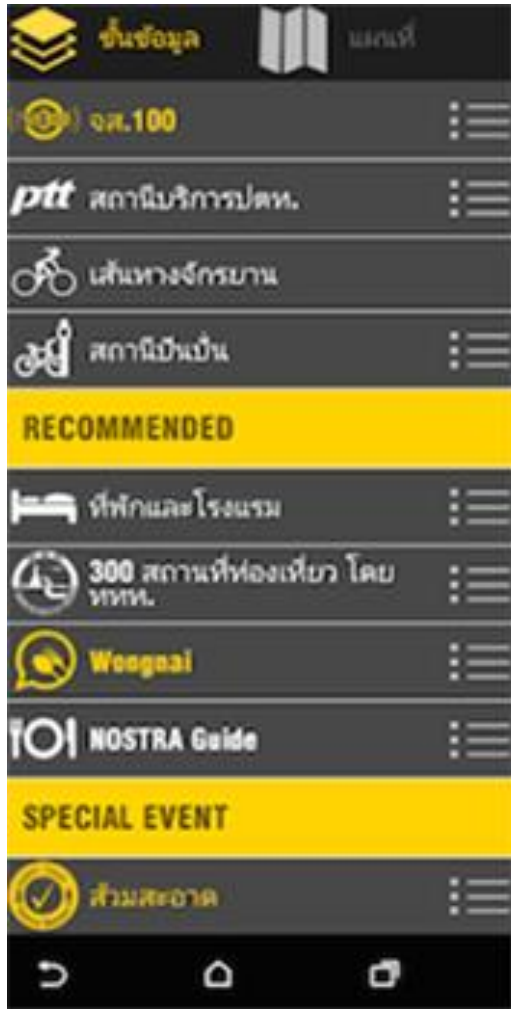 ชั้นข้อมูล
แผนที่
จส.100
ptt สถานีบริการปตท.
เส้นทางจักรยาน
สถานีปันปั่น
RECOMMENDED
ที่พักและโรงแรม
300 สถานที่ท่องเที่ยว โดย
ททท.
Wongnai
NOSTRA Guide
SPECIAL EVENT
ส้วมสะอาด